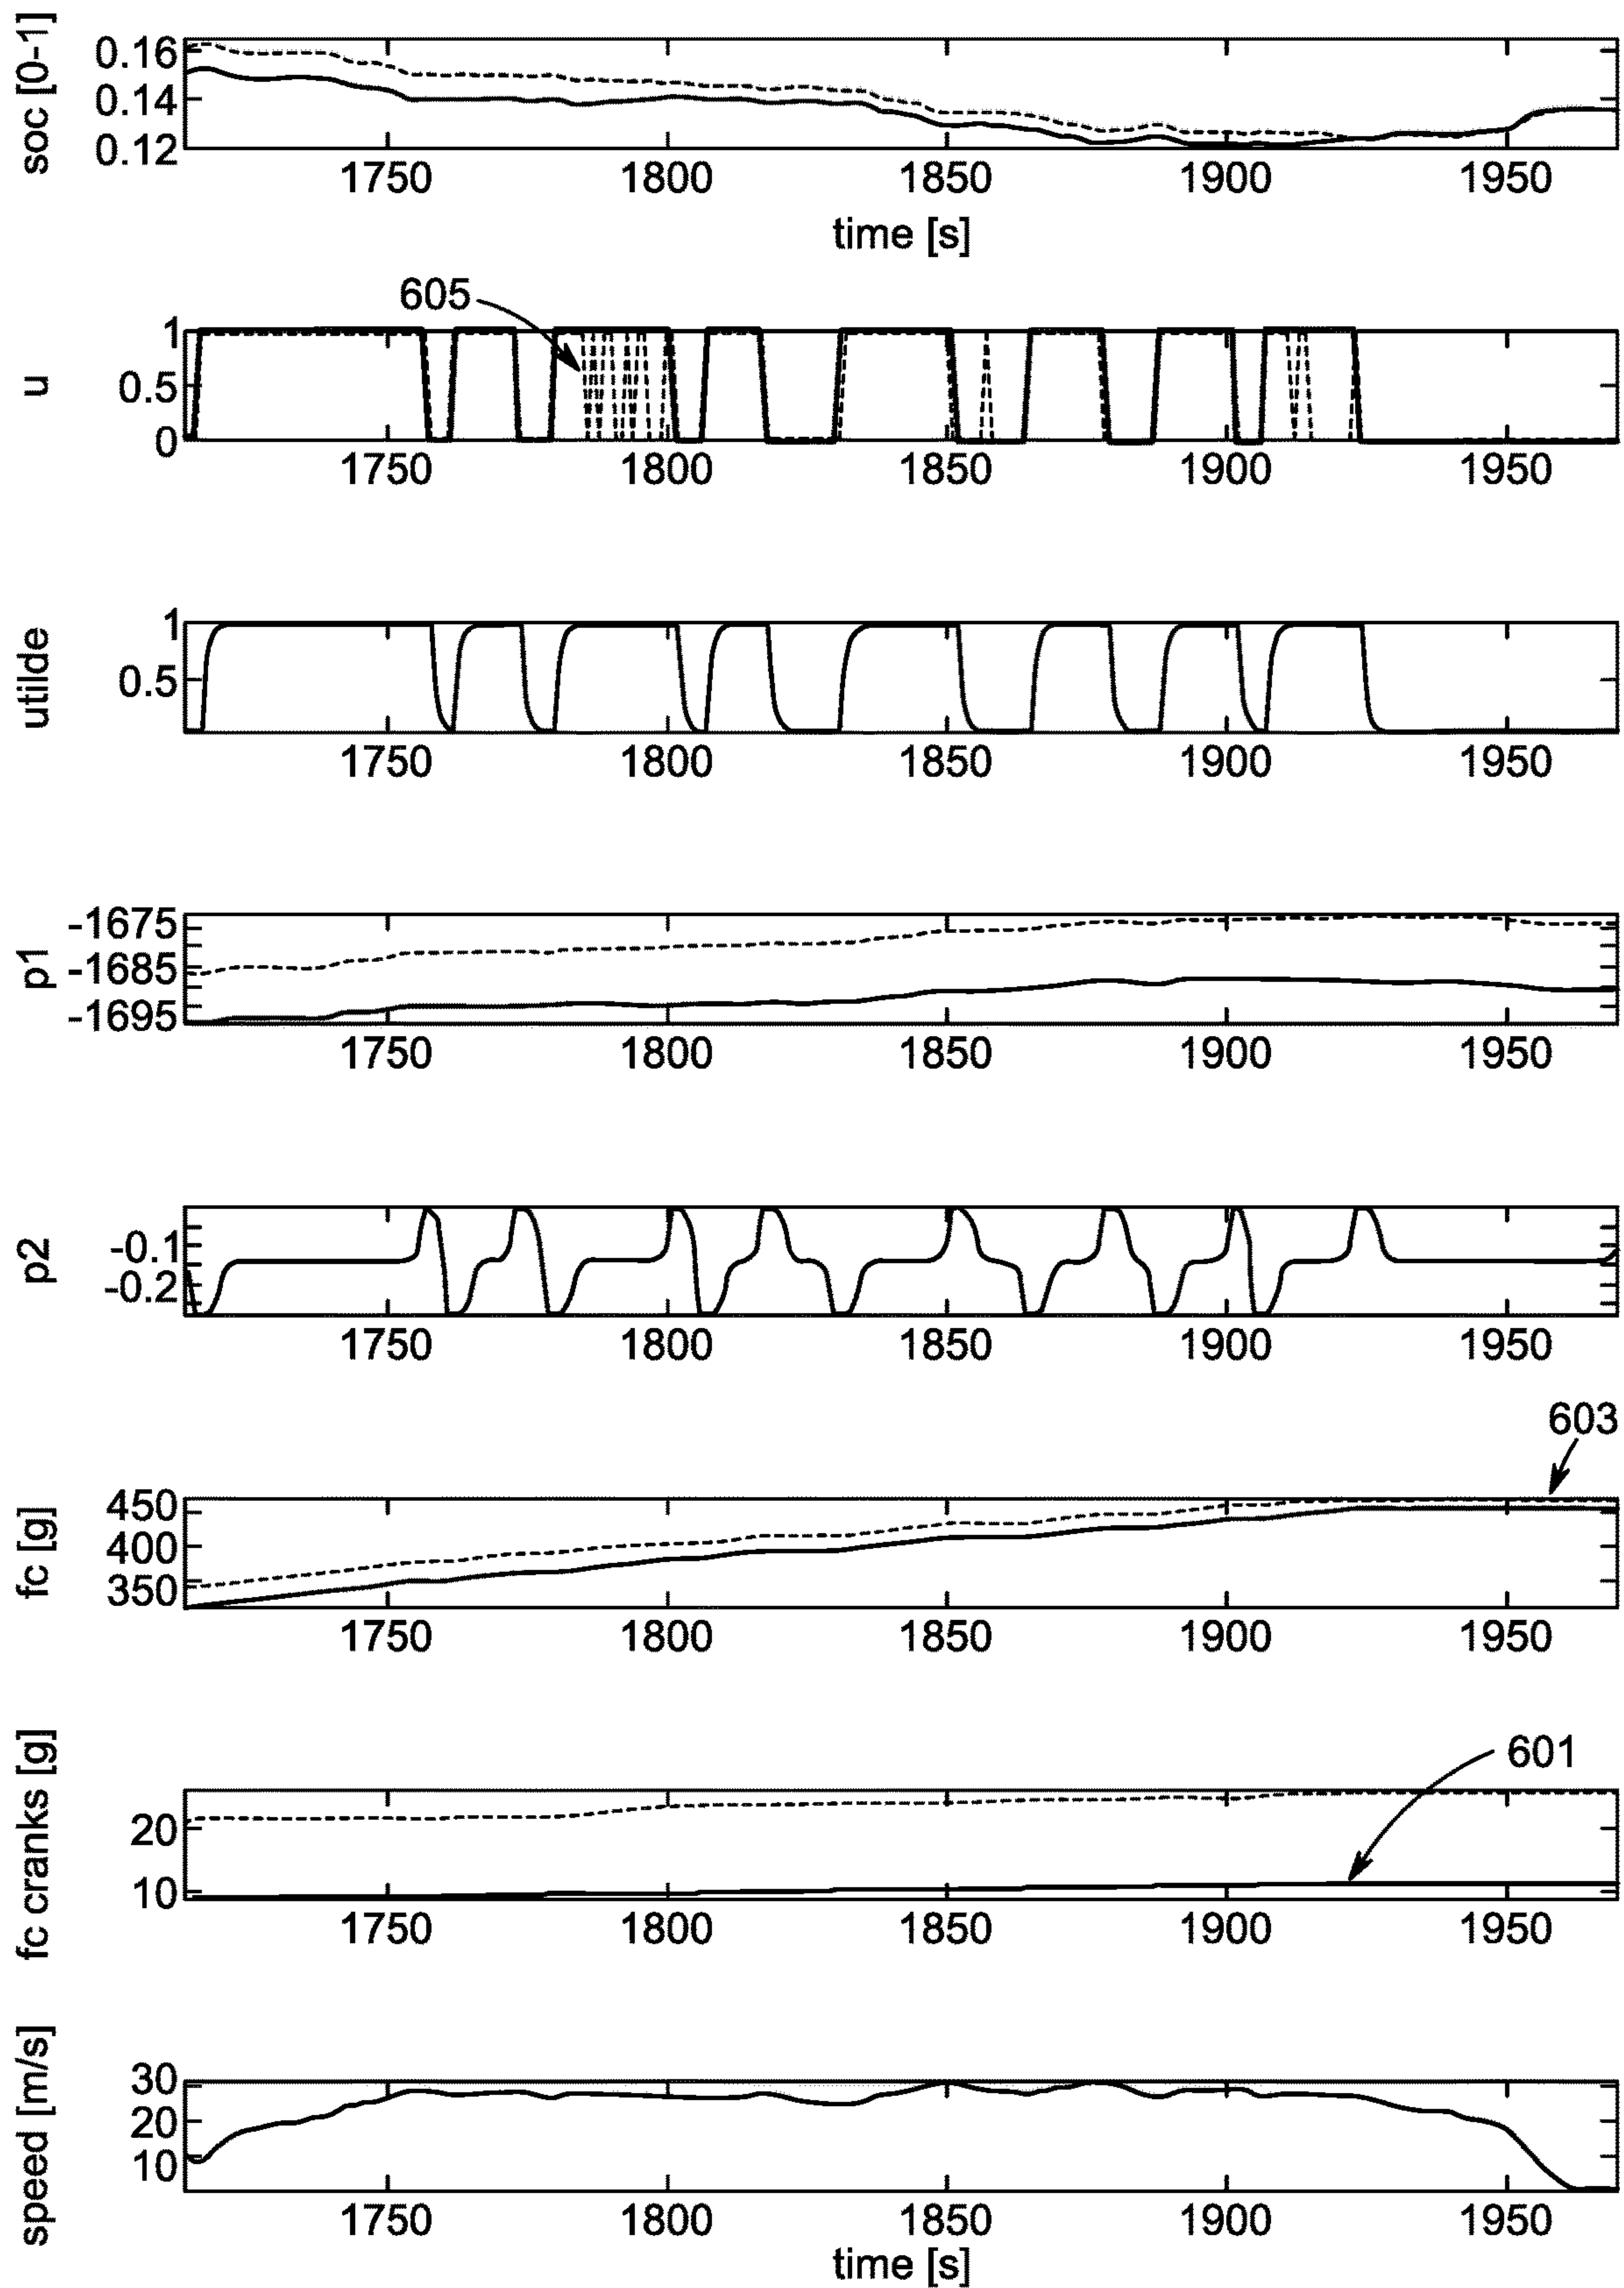 soc [0-1]
0.16
0.14
0.12
1750 1800 1850 1900 1950
time [s]
605
u
1
0.5
0
1750 1800 1850 1900 1950
utilde
1
0.5
1750 1800 1850 1900 1950
p1
-1675
-1685
-1695
1750 1800 1850 1900 1950
p2
-0.1
-0.2
1750 1800 1850 1900 1950
603
fc [g]
450
400
350
1750 1800 1850 1900 1950
601
fc cranks [g]
20
10
1750 1800 1850 1900 1950
speed [m/s]
30
20
10
1750 1800 1850 1900 1950
time [s]